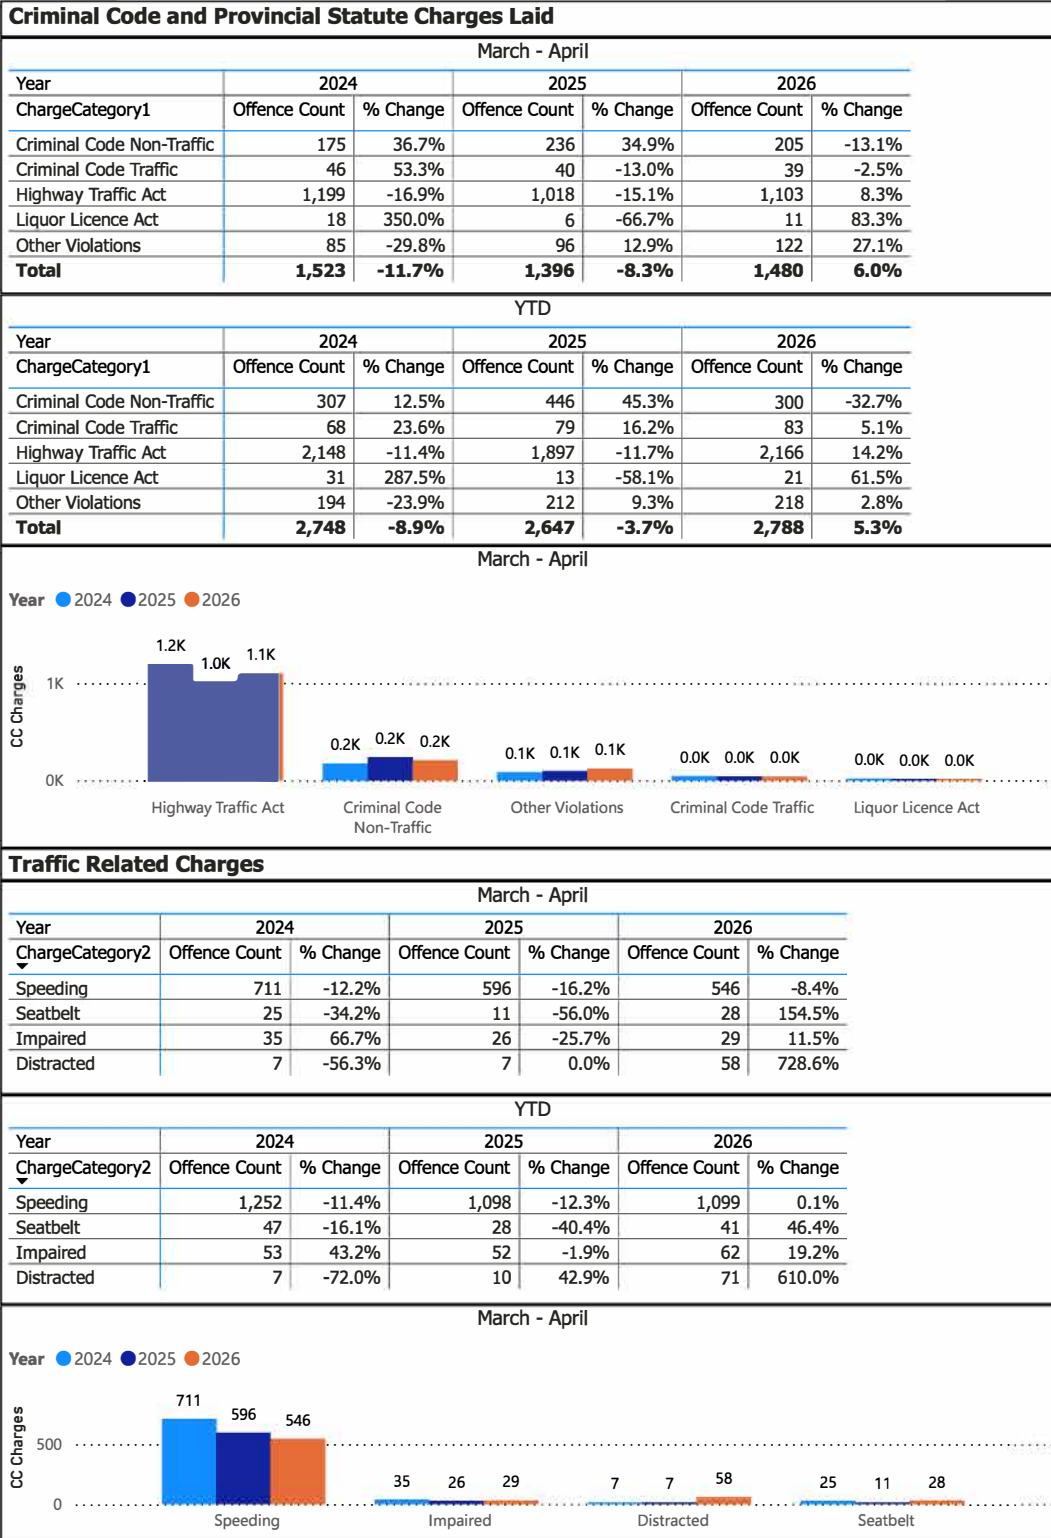 Criminal Code and Provincial Statute Charges Laid
March - April
Year 2024 2025 2026
ChargeCategory1 Offence Count % Change Offence Count % Change Offence Count % Change
Criminal Code Non-Traffic 175 36.7% 236 34.9% 205 -13.1%
Criminal Code Traffic 46 53.3% 40 -13.0% 39 -2.5%
Highway Traffic Act 1,199 -16.9% 1,018 -15.1% 1,103 8.3%
Liquor Licence Act 18 350.0% 6 -66.7% 11 83.3%
Other Violations 85 -29.8% 96 12.9% 122 27.1%
Total 1,523 -11.7% 1,396 -8.3% 1,480 6.0%
YTD
Year 2024 2025 2026
ChargeCategory1 Offence Count % Change Offence Count % Change Offence Count % Change
Criminal Code Non-Traffic 307 12.5% 446 45.3% 300 -32.7%
Criminal Code Traffic 68 23.6% 79 16.2% 83 5.1%
Highway Traffic Act 2,148 -11.4% 1,897 -11.7% 2,166 14.2%
Liquor Licence Act 31 287.5% 13 -58.1% 21 61.5%
Other Violations 194 -23.9% 212 9.3% 218 2.8%
Total 2,748 -8.9% 2,647 -3.7% 2,788 5.3%
March - April
Year 2024 2025 2026
CC Charges
1K
0K
1.2K 1.0K 1.1K
0.2K 0.2K 0.2K
0.1K 0.1K 0.1K
0.0K 0.0K 0.0K
0.0K 0.0K 0.0K
Highway Traffic Act
Criminal Code
Non-Traffic
Other Violations
Criminal Code Traffic
Liquor Licence Act
Traffic Related Charges
March - April
Year 2024 2025 2026
ChargeCategory2 Offence Count % Change Offence Count % Change Offence Count % Change
Speeding 711 -12.2% 596 -16.2% 546 -8.4%
Seatbelt 25 -34.2% 11 -56.0% 28 154.5%
Impaired 35 66.7% 26 -25.7% 29 11.5%
Distracted 7 -56.3% 7 0.0% 58 728.6%
YTD
Year 2024 2025 2026
ChargeCategory2 Offence Count % Change Offence Count % Change Offence Count % Change
Speeding 1,252 -11.4% 1,098 -12.3% 1,099 0.1%
Seatbelt 47 -16.1% 28 -40.4% 41 46.4%
Impaired 53 43.2% 52 -1.9% 62 19.2%
Distracted 7 -72.0% 10 42.9% 71 610.0%
March - April
Year 2024 2025 2026
CC Charges
500
0
711 596 546
35 26 29
7 7 58
25 11 28
Speeding
Impaired
Distracted
Seatbelt